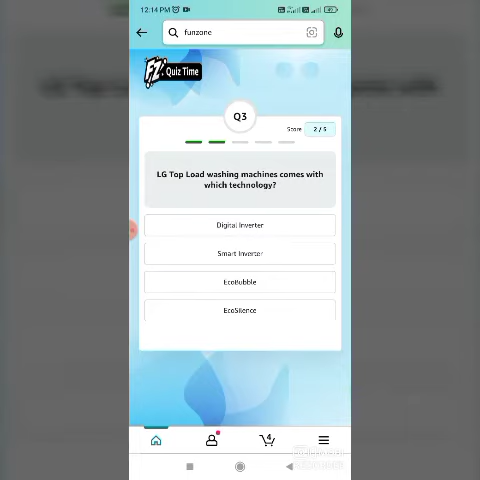 12:14 PM
funzone
FZ Quiz Time
Q3
Score 2 / 5
LG Top Load washing machines comes with
which technology?
Digital Inverter
Smart Inverter
EcoBubble
EcoSilence
4